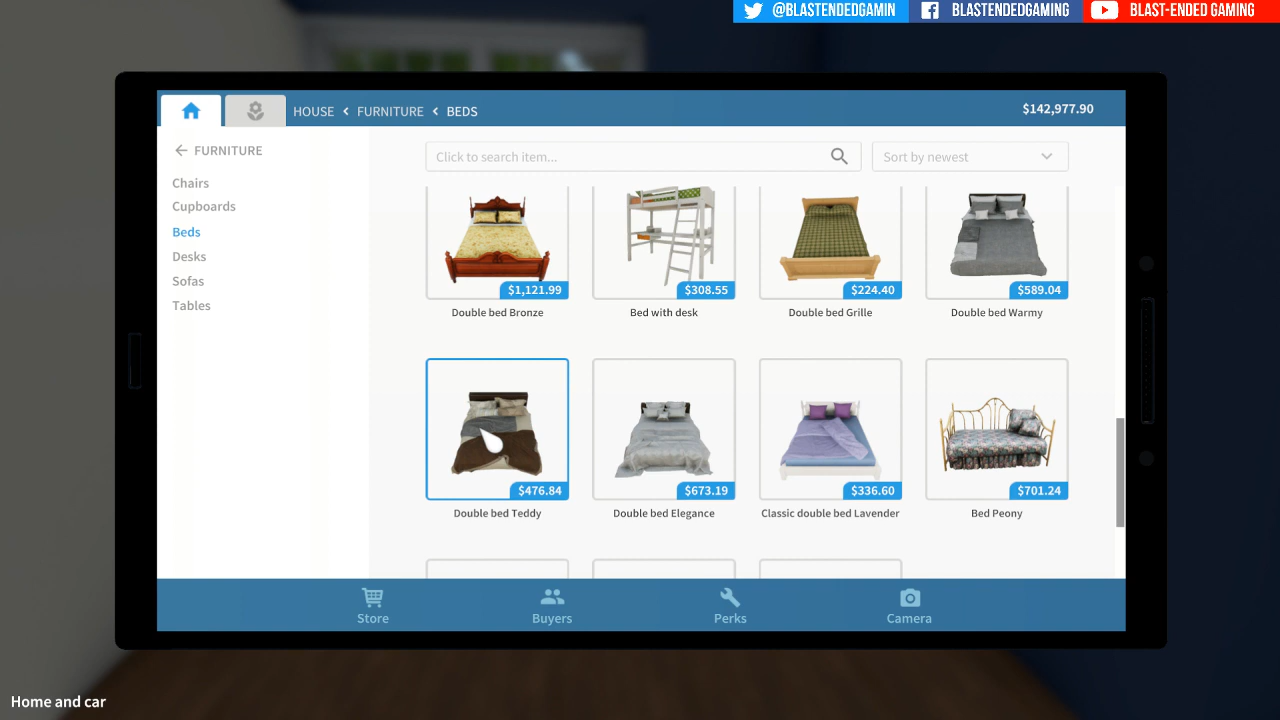 @BLASTENDEDGAMIN
BLASTENDEDGAMING
BLAST-ENDED GAMING
HOUSE < FURNITURE < BEDS
$142,977.90
FURNITURE
Chairs
Cupboards
Beds
Desks
Sofas
Tables
Click to search item...
Sort by newest
$1,121.99
$308.55
$224.40
$589.04
Double bed Bronze
Bed with desk
Double bed Grille
Double bed Warmy
$476.84
$673.19
$336.60
$701.24
Double bed Teddy
Double bed Elegance
Classic double bed Lavender
Bed Peony
Store
Buyers
Perks
Camera
Home and car